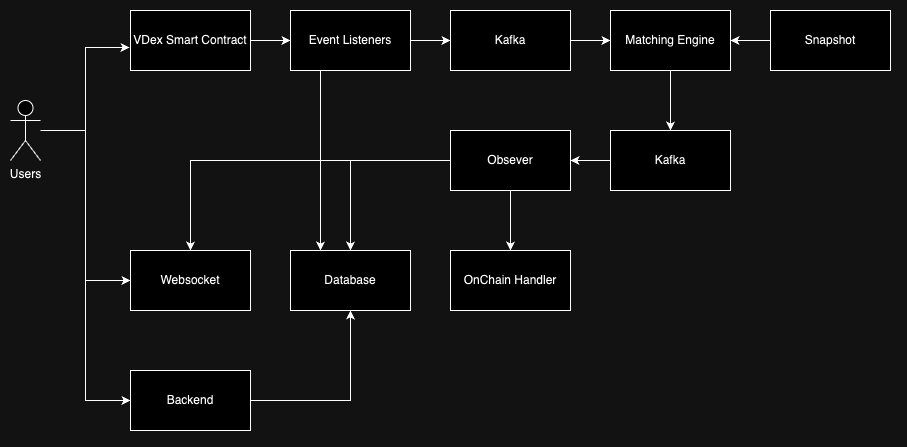 VDex Smart Contract
Event Listeners
Kafka
Matching Engine
Snapshot
Users
Obsever
Kafka
Websocket
Database
OnChain Handler
Backend